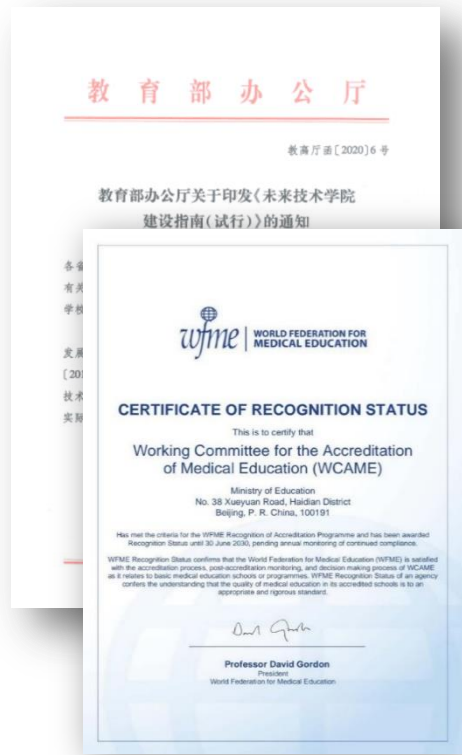 教育部办公厅
教高厅函[2020]6号
教育部办公厅关于印发《未来技术学院
建设指南(试行)》的通知
各省
有关
学校
发展
[20
技术
实际
wfme WORLD FEDERATION FOR
MEDICAL EDUCATION
CERTIFICATE OF RECOGNITION STATUS
This is to certify that
Working Committee for the Accreditation
of Medical Education (WCAME)
Ministry of Education
No. 38 Xueyuan Road, Haidian District
Beijing, P. R. China, 100191
Has met the criteria for the WFME Recognition of Accreditation Programme and has been awarded
Recognition Status until 30 June 2030, pending annual monitoring of continued compliance.
WFME Recognition Status confirms that the World Federation for Medical Education (WFME) is satisfied
with the accreditation process, post-accreditation monitoring, and decision making process of WCAME
as it relates to basic medical education schools or programmes. WFME Recognition Status of an agency
confers the understanding that the quality of medical education in its accredited schools is to an
appropriate and rigorous standard.
Professor David Gordon
President
World Federation for Medical Education